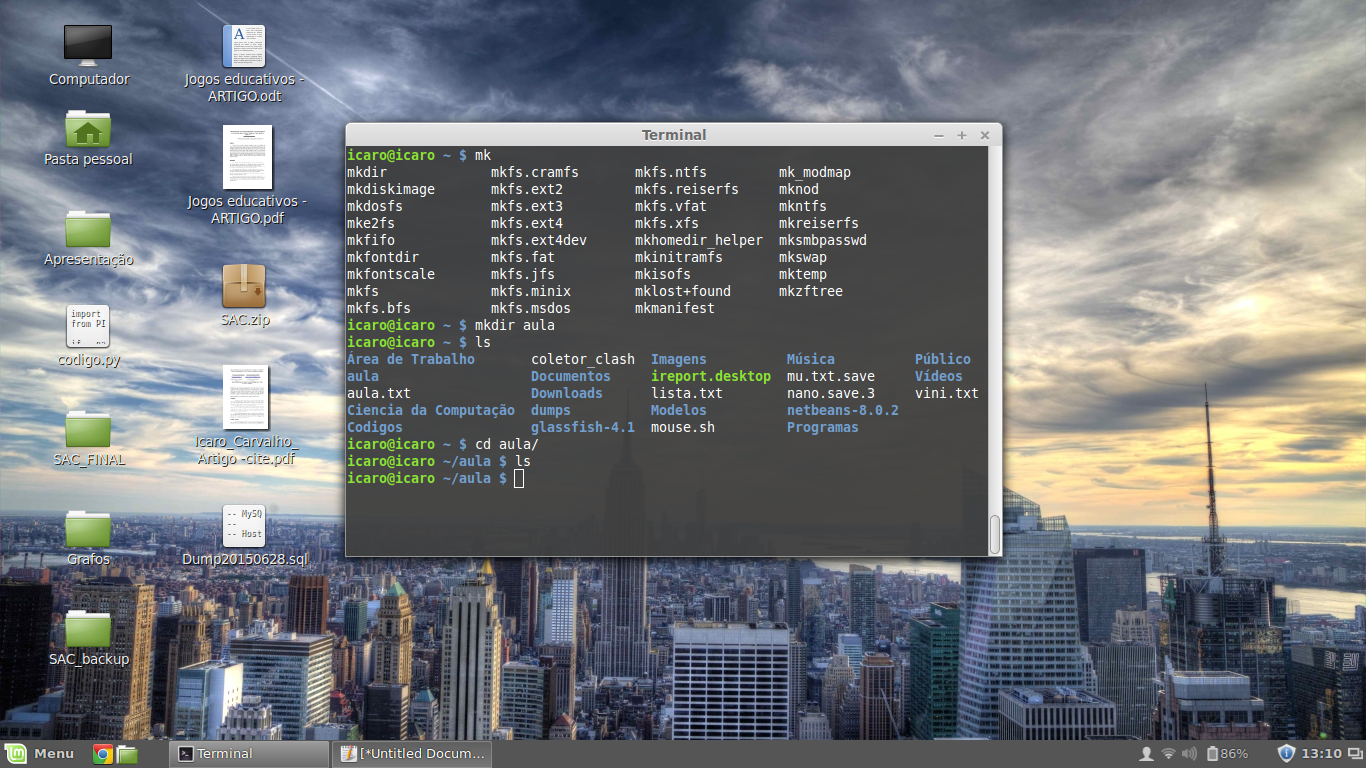 Computador
Pasta pessoal
Apresentação
import
from PI
codigo.py
SAC_FINAL
Grafos
SAC_backup
A
Jogos educativos -
ARTIGO.odt
Jogos educativos -
ARTIGO.pdf
SAC.zip
Icaro_Carvalho_
Artigo -cite.pdf
-- MySQ
--
-- Host
Dump20150628.sql
Terminal
icaro@icaro ~ $ mk
mkdir mkfs.cramfs mkfs.ntfs mk_modmap
mkdiskimage mkfs.ext2 mkfs.reiserfs mknod
mkdosfs mkfs.ext3 mkfs.vfat mkntfs
mke2fs mkfs.ext4 mkfs.xfs mkreiserfs
mkfifo mkfs.ext4dev mkhomedir_helper mksmbpasswd
mkfontdir mkfs.fat mkinitramfs mkswap
mkfontscale mkfs.jfs mkisofs mktemp
mkfs mkfs.minix mklost+found mkzftree
mkfs.bfs mkfs.msdos mkmanifest
icaro@icaro ~ $ mkdir aula
icaro@icaro ~ $ ls
Área de Trabalho coletor_clash Imagens Música Público
aula Documentos ireport.desktop mu.txt.save Vídeos
aula.txt Downloads lista.txt nano.save.3 vini.txt
Ciencia da Computação dumps Modelos netbeans-8.0.2
Codigos glassfish-4.1 mouse.sh Programas
icaro@icaro ~ $ cd aula/
icaro@icaro ~/aula $ ls
icaro@icaro ~/aula $
Menu
Terminal
[*Untitled Docum...
86%
13:10